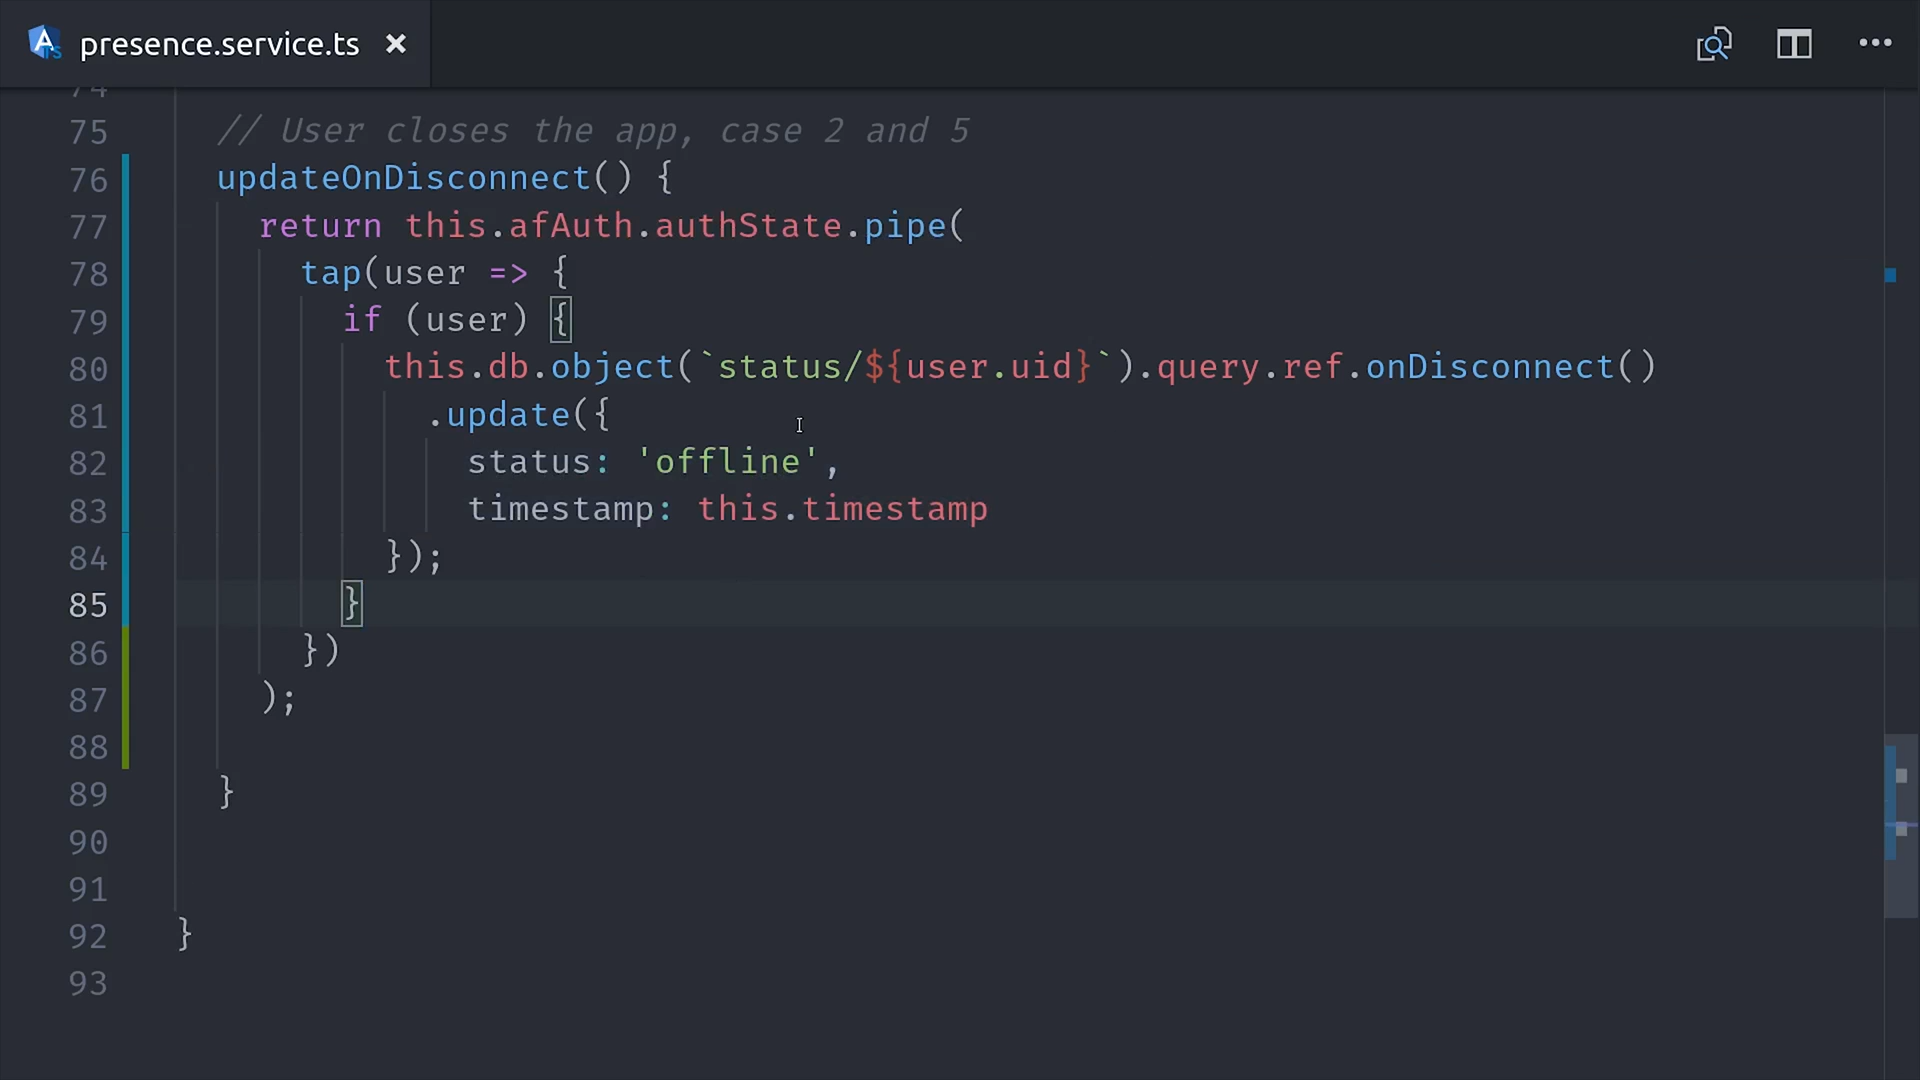 presence.service.ts
74
75 // User closes the app, case 2 and 5
76 updateOnDisconnect() {
77 return this.afAuth.authState.pipe(
78 tap(user => {
79 if (user) {
80 this.db.object(`status/${user.uid}`).query.ref.onDisconnect()
81 .update({
82 status: 'offline',
83 timestamp: this.timestamp
84 });
85 }
86 })
87 );
88
89 }
90
91
92 }
93